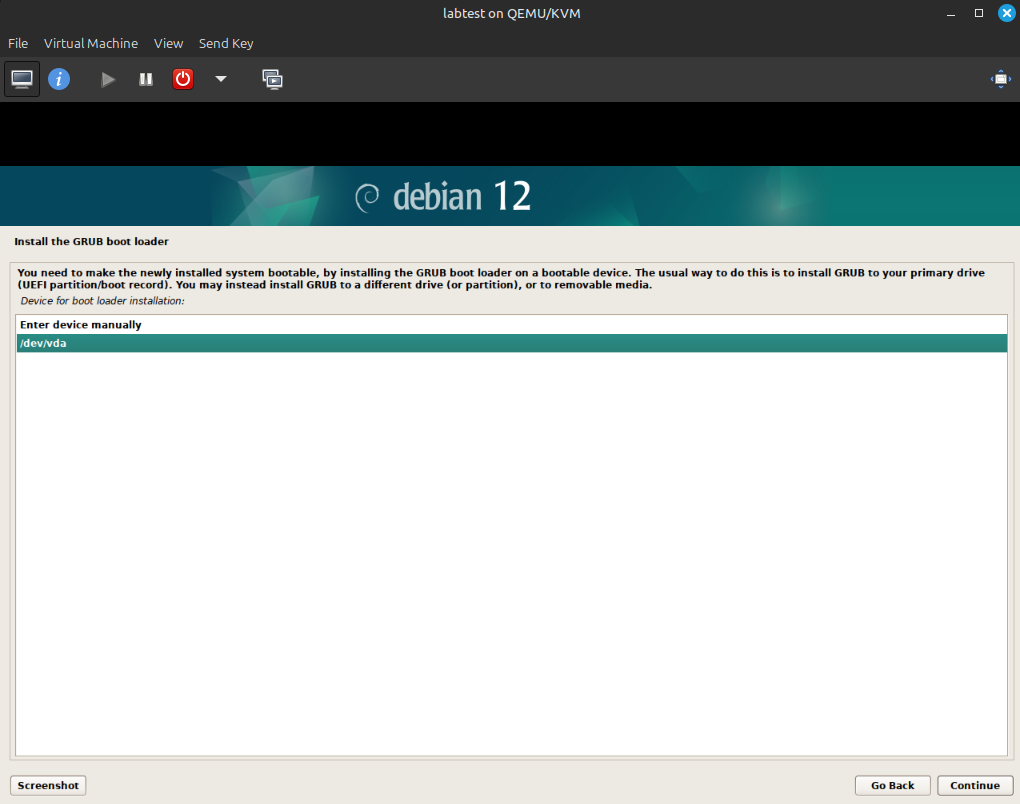 labtest on QEMU/KVM
File Virtual Machine View Send Key
debian 12
Install the GRUB boot loader
You need to make the newly installed system bootable, by installing the GRUB boot loader on a bootable device. The usual way to do this is to install GRUB to your primary drive
(UEFI partition/boot record). You may instead install GRUB to a different drive (or partition), or to removable media.
Device for boot loader installation:
Enter device manually
/dev/vda
Screenshot Go Back Continue